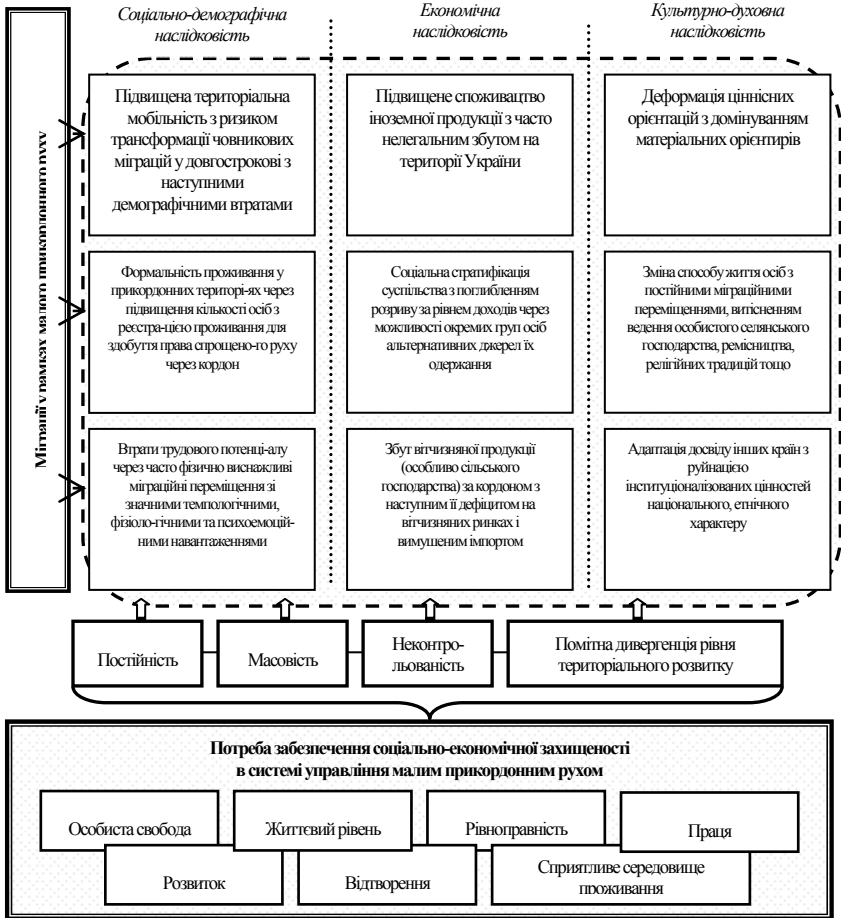 Соціально-демографічна
наслідковість
Економічна
наслідковість
Культурно-духовна
наслідковість
Міграції у рамках малого прикордонного руху
Підвищена територіальна
мобільність з ризиком
трансформації човникових
міграцій у довгострокові з
наступними
демографічними втратами
Підвищене споживацтво
іноземної продукції з часто
нелегальним збутом на
території України
Деформація ціннісних
орієнтацій з домінуванням
матеріальних орієнтирів
Формальність проживання у
прикордонних територі-ях через
підвищення кількості осіб з
реєстра-цією проживання для
здобуття права спрощено-го руху
через кордон
Соціальна стратифікація
суспільства з поглибленням
розриву за рівнем доходів через
можливості окремих груп осіб
альтернативних джерел їх
одержання
Зміна способу життя осіб з
постійними міграційними
переміщеннями, витісненням
ведення особистого селянського
господарства, ремісництва,
релігійних традицій тощо
Втрати трудового потенці-алу
через часто фізично виснажливі
міграційні переміщення зі
значними темпологічними,
фізіоло-гічними та психоемоцій-
ними навантаженнями
Збут вітчизняної продукції
(особливо сільського
господарства) за кордоном з
наступним її дефіцитом на
вітчизняних ринках і
вимушеним імпортом
Адаптація досвіду інших країн з
руйнацією
інституціоналізованих цінностей
національного, етнічного
характеру
Постійність
Масовість
Неконтро-
льованість
Помітна дивергенція рівня
територіального розвитку
Потреба забезпечення соціально-економічної захищеності
в системі управління малим прикордонним рухом
Особиста свобода
Життєвий рівень
Рівноправність
Праця
Розвиток
Відтворення
Сприятливе середовище
проживання